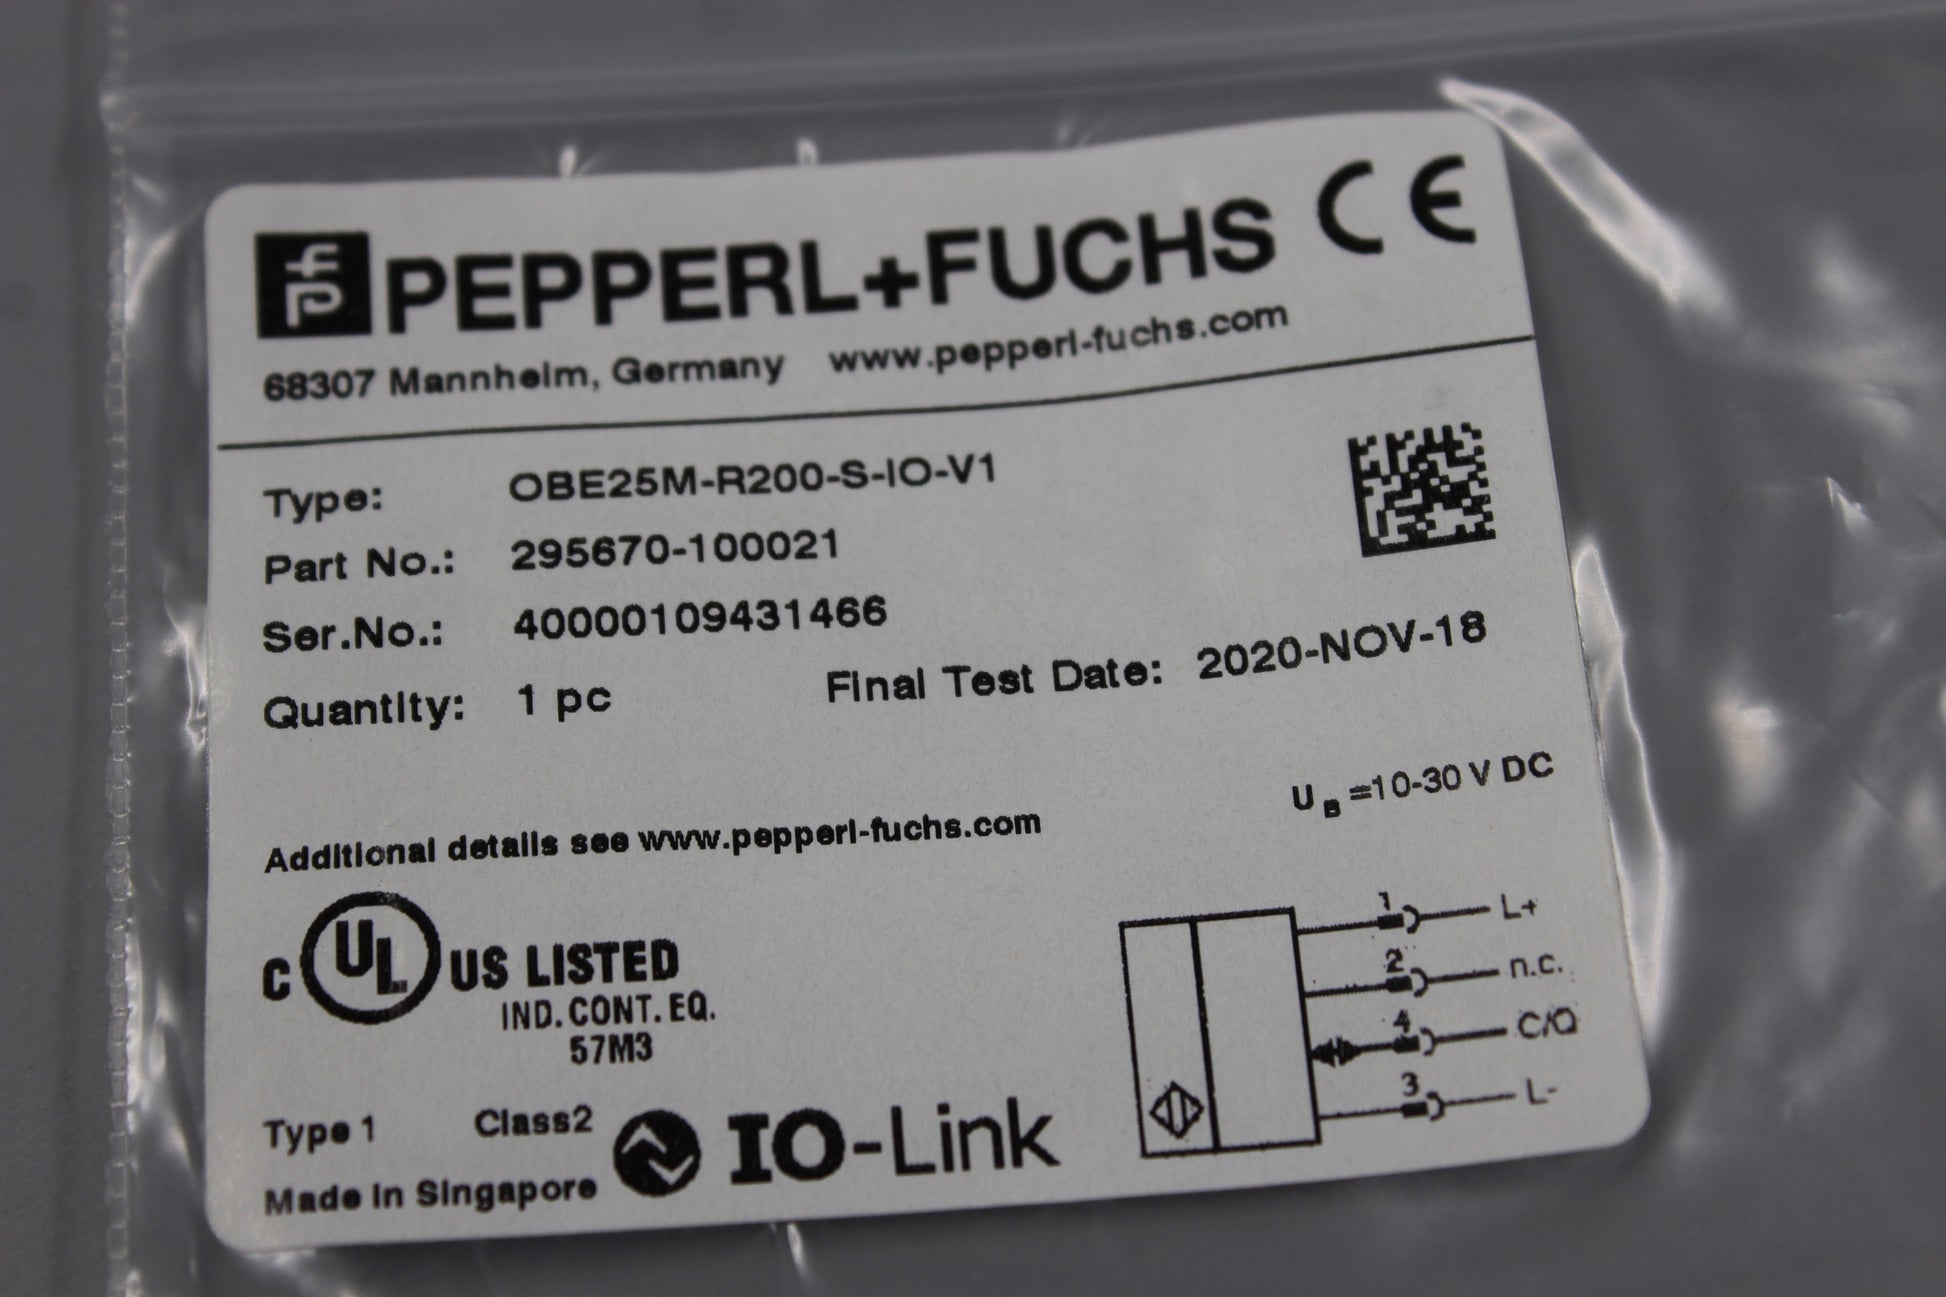 fp PEPPERL+FUCHS CE
68307 Mannheim, Germany www.pepperl-fuchs.com
Type: OBE25M-R200-S-IO-V1
Part No.: 295670-100021
Ser.No.: 40000109431466
Quantity: 1 pc Final Test Date: 2020-NOV-18
UB=10-30 V DC
Additional details see www.pepperl-fuchs.com
1 L+
2 n.c.
4 C/Q
3 L-
C UL US LISTED
IND. CONT. EQ.
57M3
Type 1 Class2
IO-Link
Made in Singapore